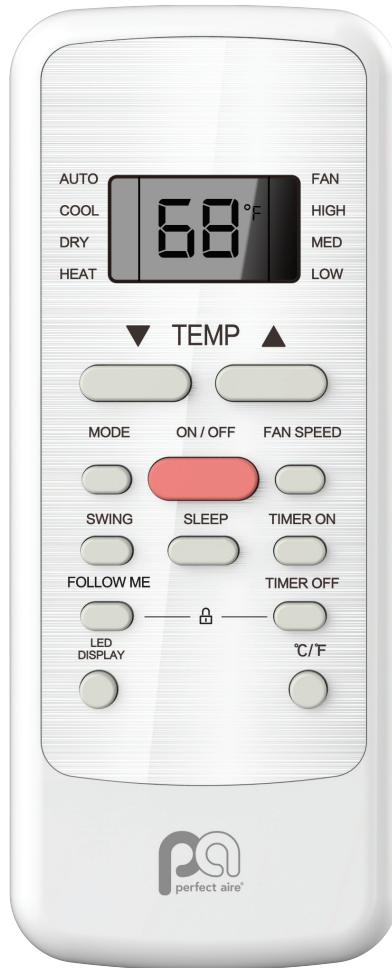 AUTO FAN
COOL 68°F HIGH
DRY MED
HEAT LOW
▼ TEMP ▲
MODE ON / OFF FAN SPEED
SWING SLEEP TIMER ON
FOLLOW ME TIMER OFF
LED
DISPLAY
℃/℉
pa
perfect aire®